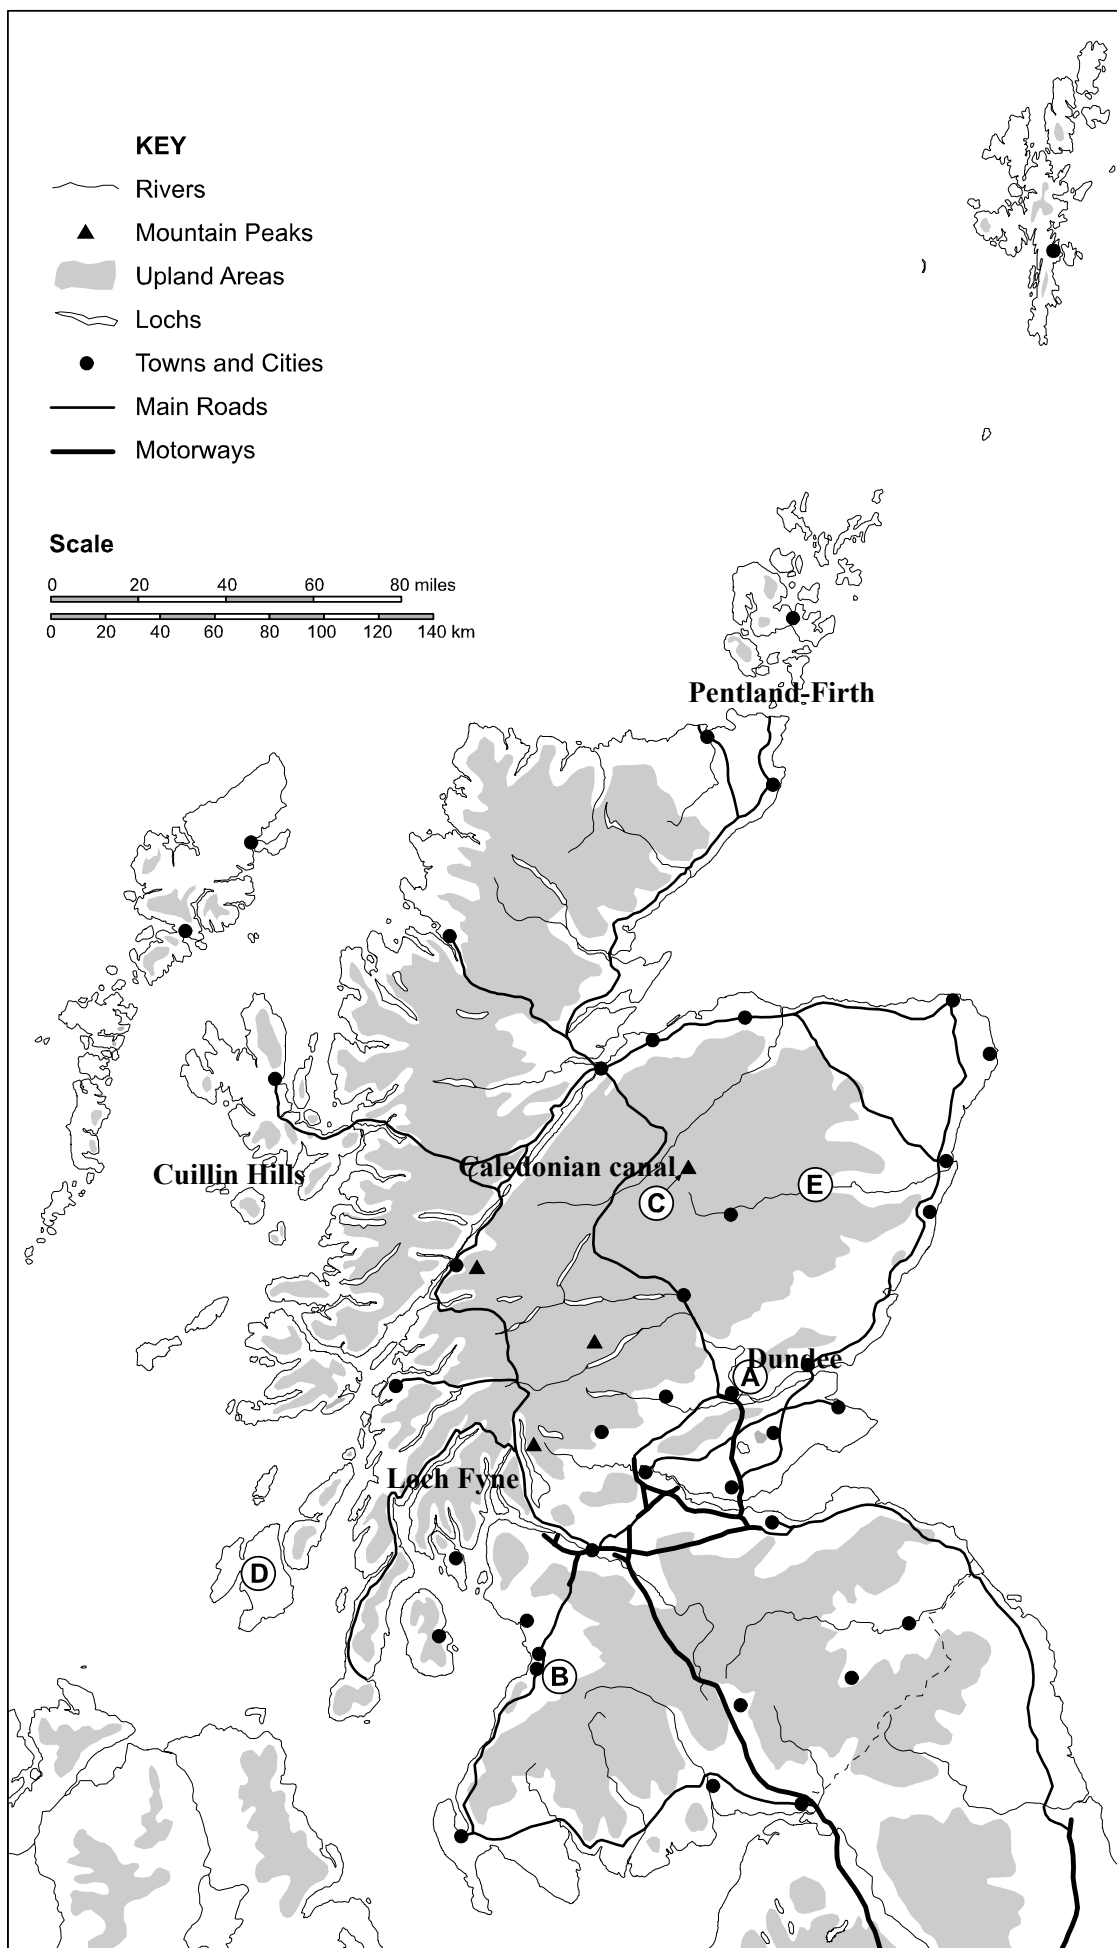 KEY
Rivers
Mountain Peaks
Upland Areas
Lochs
Towns and Cities
Main Roads
Motorways
Scale
0 20 40 60 80 miles
0 20 40 60 80 100 120 140 km
Pentland-Firth
Caledonian canal
Cuillin Hills
C
E
Dundee
A
Loch Fyne
D
B